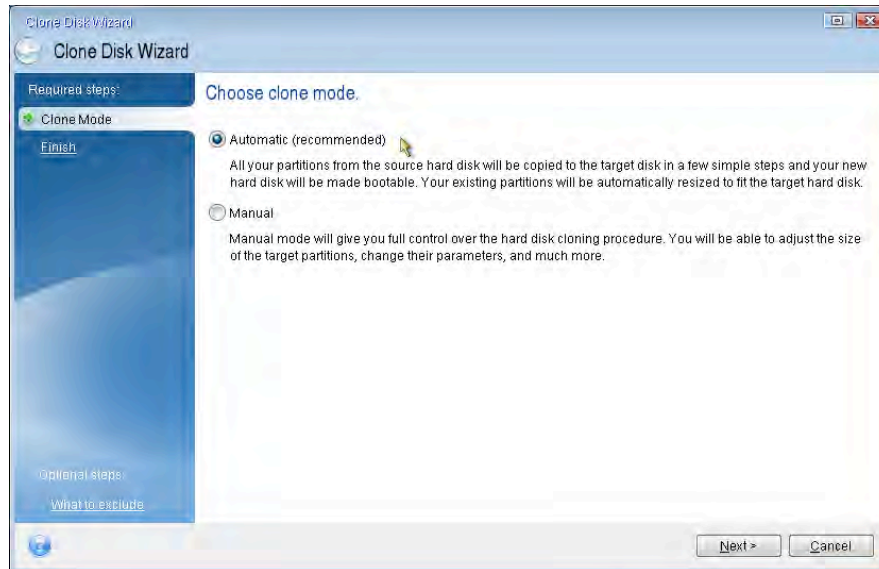 Clone Disk Wizard
Clone Disk Wizard
Required steps:
Clone Mode
Finish
Optional steps:
What to exclude
Choose clone mode.
Automatic (recommended)
All your partitions from the source hard disk will be copied to the target disk in a few simple steps and your new
hard disk will be made bootable. Your existing partitions will be automatically resized to fit the target hard disk.
Manual
Manual mode will give you full control over the hard disk cloning procedure. You will be able to adjust the size
of the target partitions, change their parameters, and much more.
Next >
Cancel